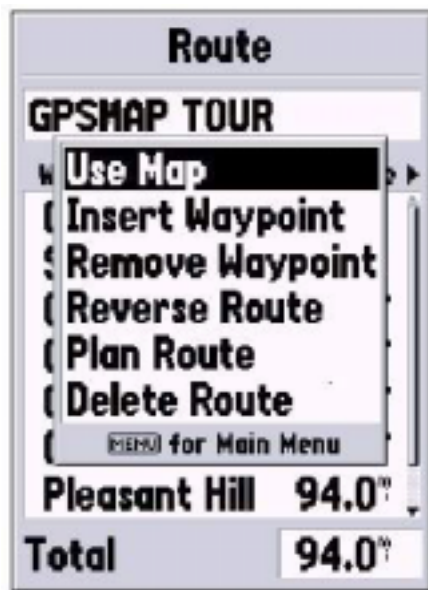 Route
GPSMAP TOUR
Use Map
Insert Waypoint
Remove Waypoint
Reverse Route
Plan Route
Delete Route
MENU for Main Menu
Pleasant Hill 94.0
Total 94.0